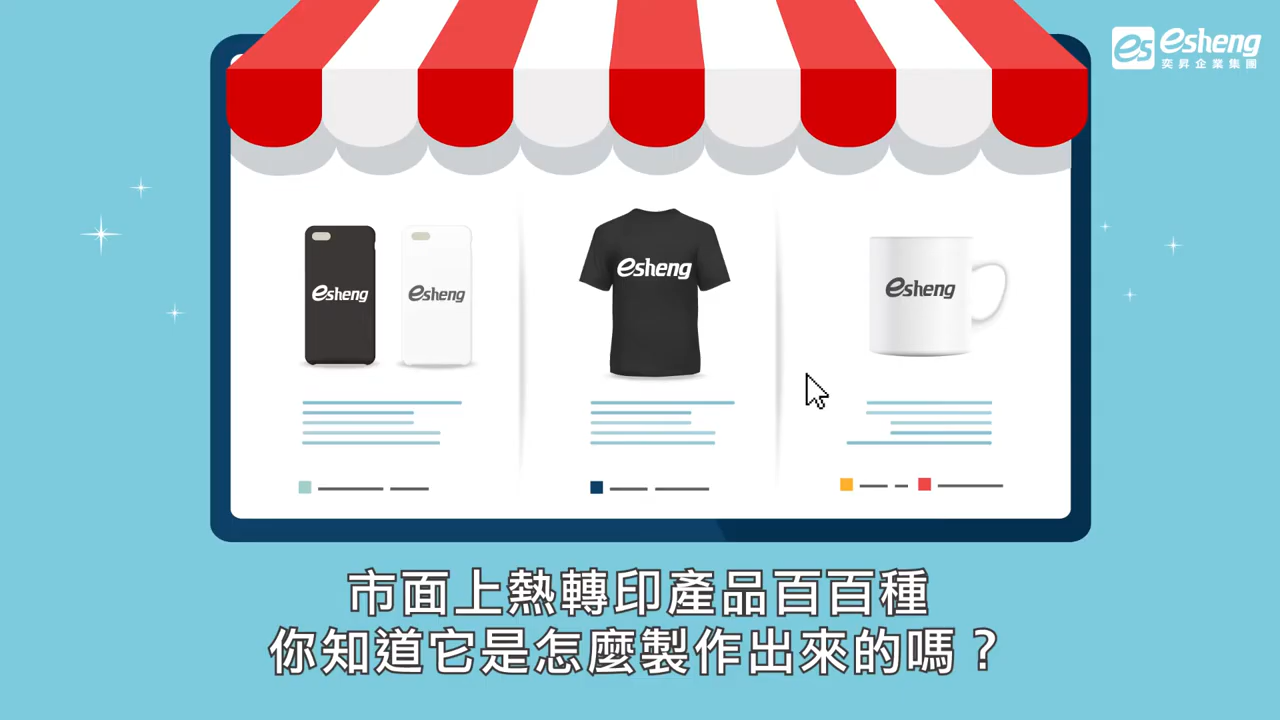 es esheng
奕昇企業集團
esheng
esheng
esheng
esheng
市面上熱轉印產品百百種
你知道它是怎麼製作出來的嗎？